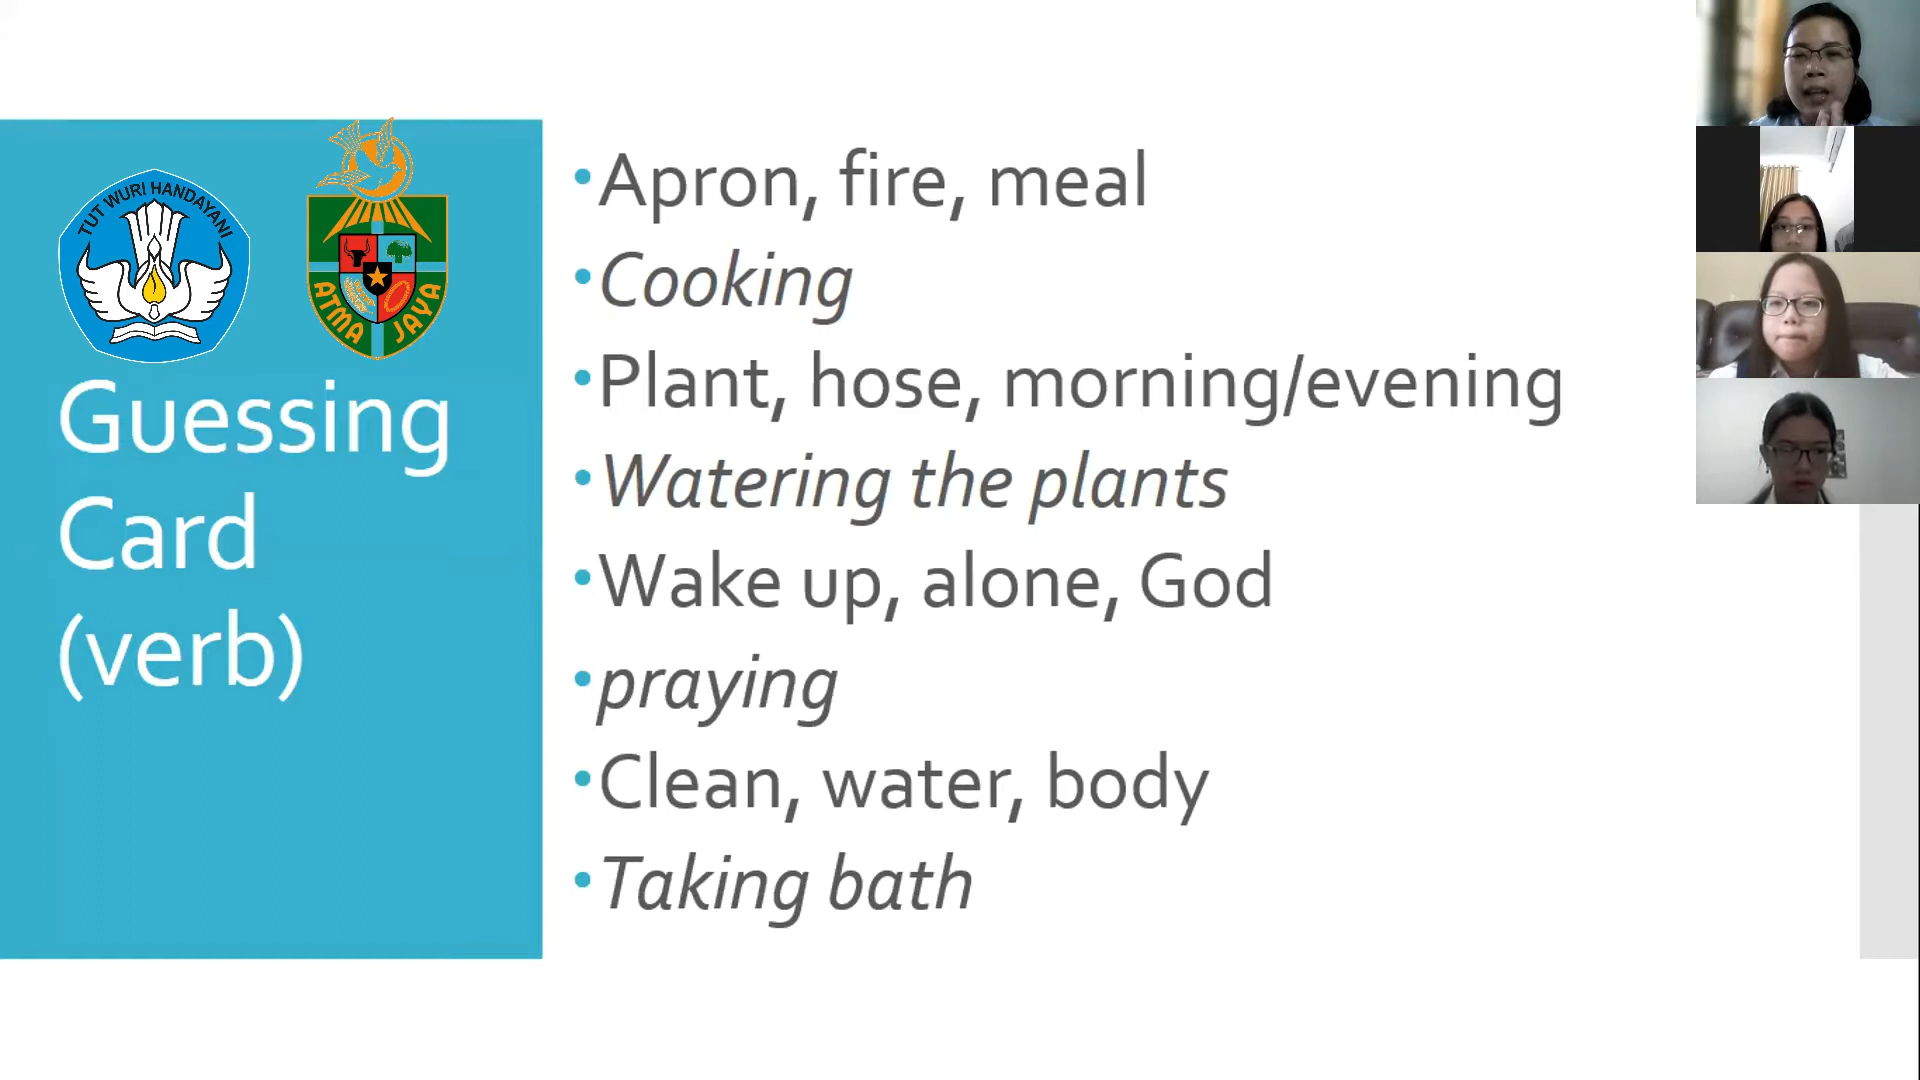 TUT WURI HANDAYANI
ATMA JAYA
Guessing
Card
(verb)
•Apron, fire, meal
•Cooking
•Plant, hose, morning/evening
•Watering the plants
•Wake up, alone, God
•praying
•Clean, water, body
•Taking bath